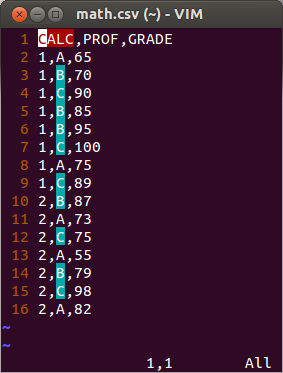 math.csv (~) - VIM
1 CALC,PROF,GRADE
2 1,A,65
3 1,B,70
4 1,C,90
5 1,B,85
6 1,B,95
7 1,C,100
8 1,A,75
9 1,C,89
10 2,B,87
11 2,A,73
12 2,C,75
13 2,A,55
14 2,B,79
15 2,C,98
16 2,A,82
~
~
1,1 All